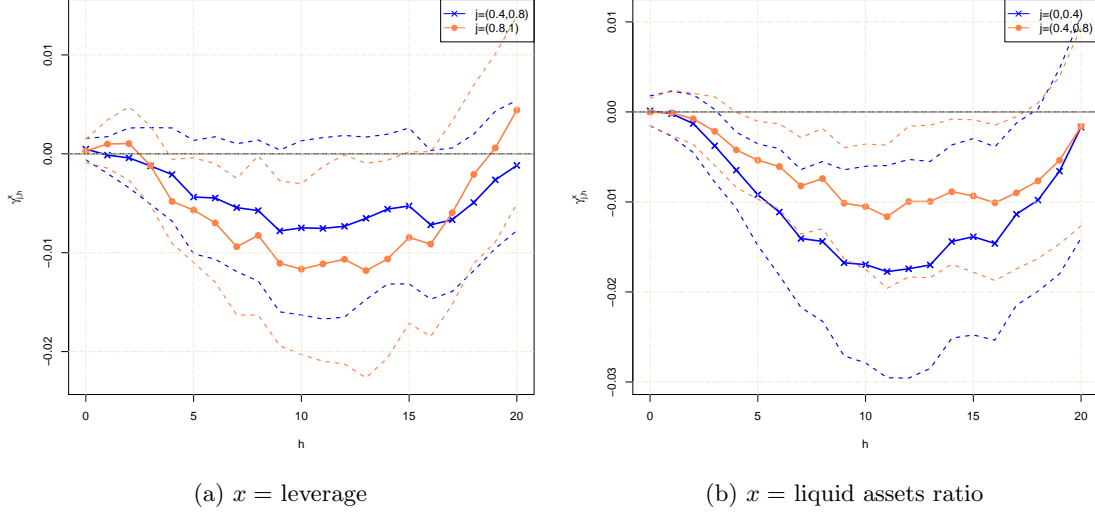 j=(0.4,0.8)
j=(0.8,1)
0.01
0.00
−0.01
−0.02
γˣⱼ,ₕ
0 5 10 15 20
h
(a) x = leverage
j=(0,0.4)
j=(0.4,0.8)
0.01
0.00
−0.01
−0.02
−0.03
γˣⱼ,ₕ
0 5 10 15 20
h
(b) x = liquid assets ratio